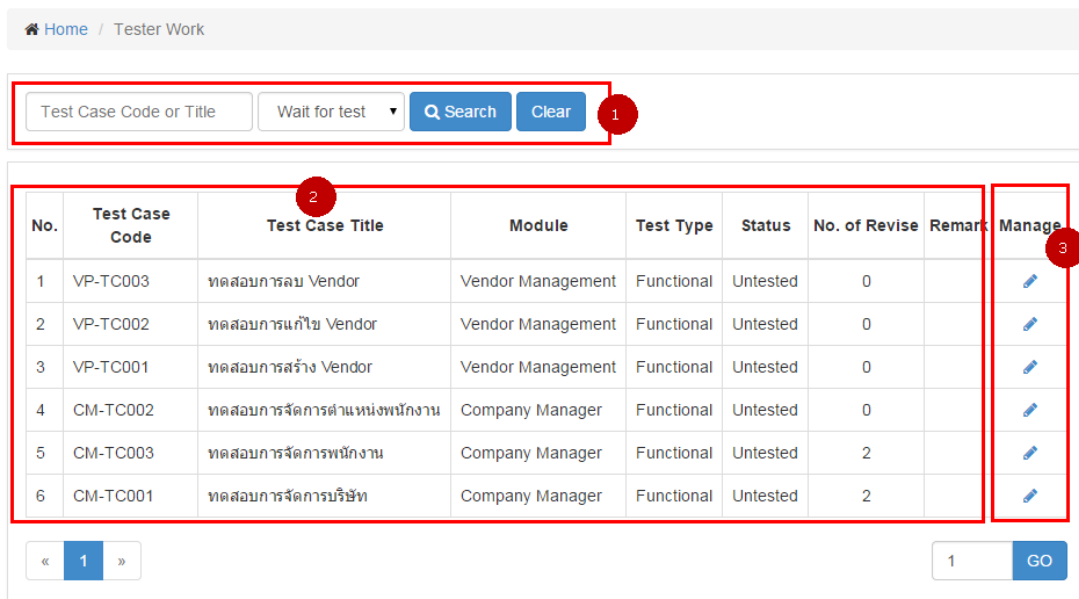 Home / Tester Work
Test Case Code or Title Wait for test Search Clear 1
2
No. Test Case Code Test Case Title Module Test Type Status No. of Revise Remark Manage
3
1 VP-TC003 ทดสอบการลบ Vendor Vendor Management Functional Untested 0
2 VP-TC002 ทดสอบการแก้ไข Vendor Vendor Management Functional Untested 0
3 VP-TC001 ทดสอบการสร้าง Vendor Vendor Management Functional Untested 0
4 CM-TC002 ทดสอบการจัดการตำแหน่งพนักงาน Company Manager Functional Untested 0
5 CM-TC003 ทดสอบการจัดการพนักงาน Company Manager Functional Untested 2
6 CM-TC001 ทดสอบการจัดการบริษัท Company Manager Functional Untested 2
« 1 » 1 GO